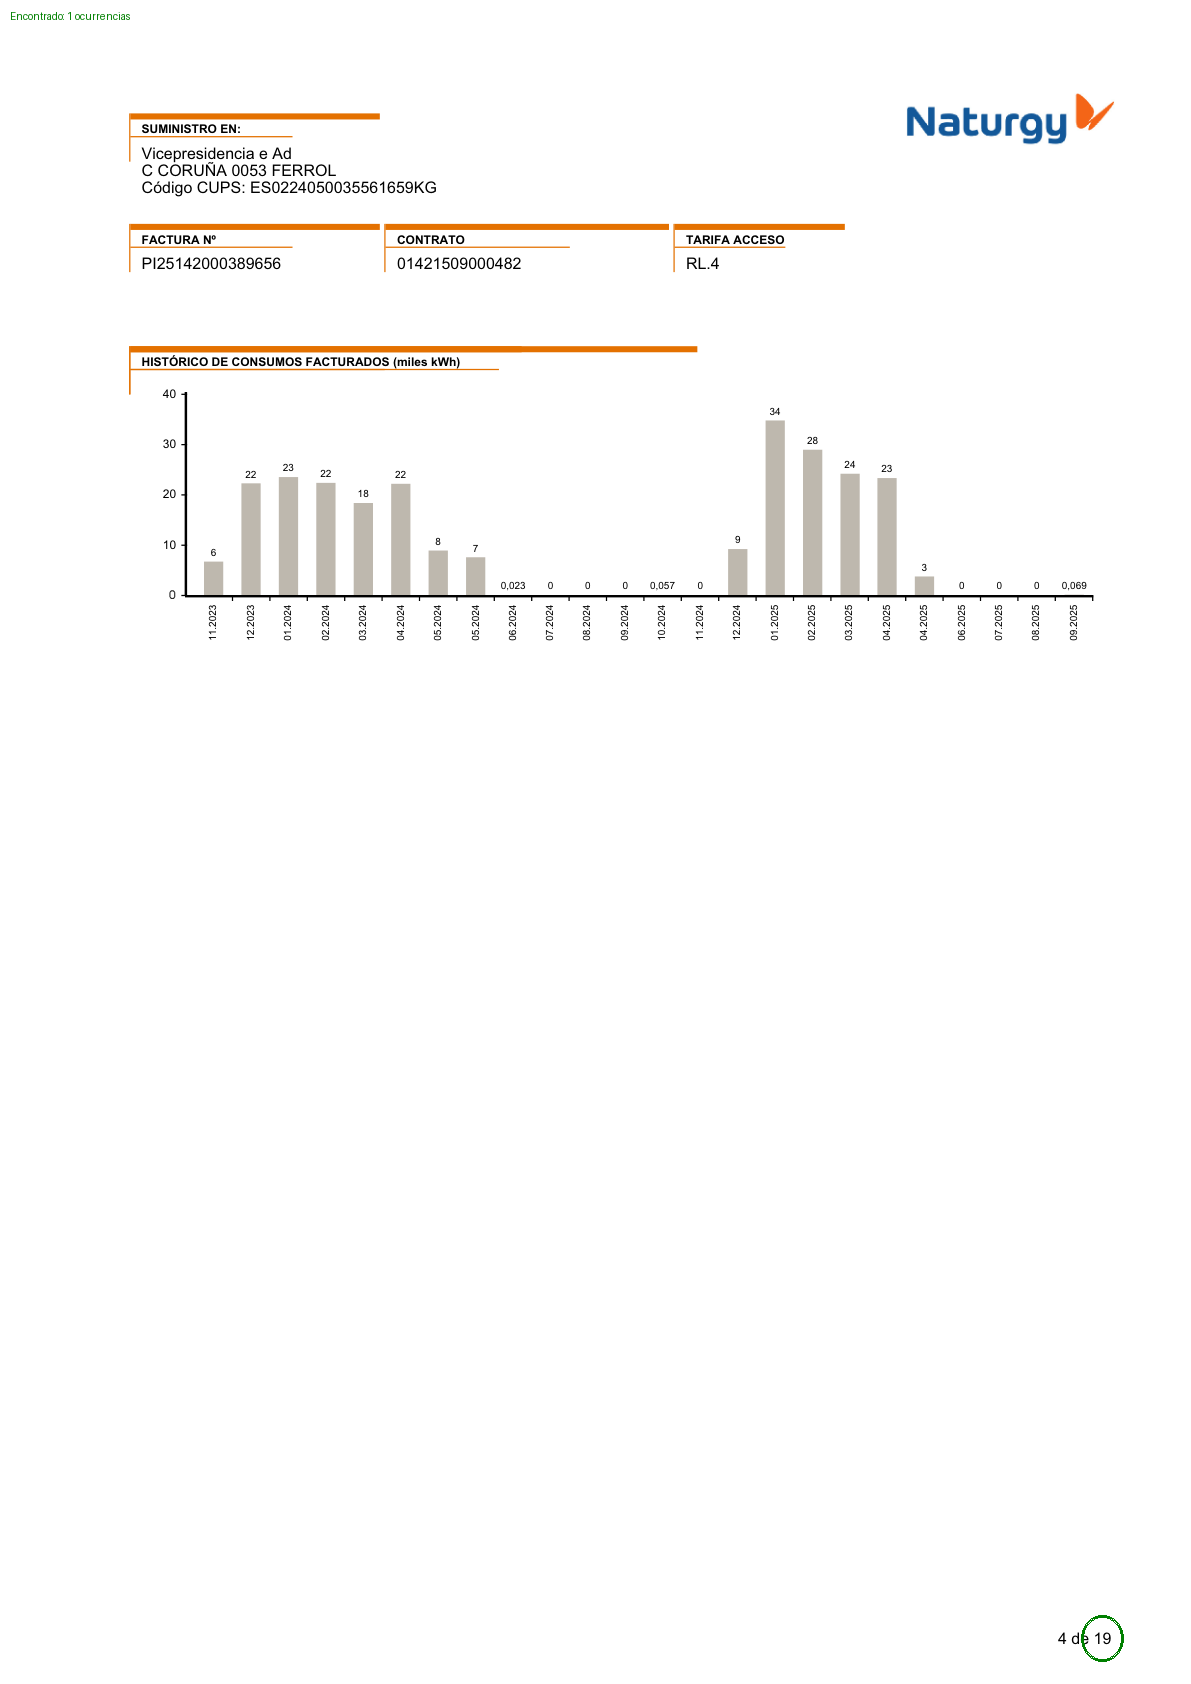 Encontrado: 1 ocurrencias
Naturgy
SUMINISTRO EN:
Vicepresidencia e Ad
C CORUÑA 0053 FERROL
Código CUPS: ES0224050035561659KG
FACTURA Nº CONTRATO TARIFA ACCESO
PI25142000389656 01421509000482 RL.4
HISTÓRICO DE CONSUMOS FACTURADOS (miles kWh)
40
30
20
10
0
6 22 23 22 18 22 8 7 0,023 0 0 0 0,057 0 9 34 28 24 23 3 0 0 0 0,069
11.2023 12.2023 01.2024 02.2024 03.2024 04.2024 05.2024 05.2024 06.2024 07.2024 08.2024 09.2024 10.2024 11.2024 12.2024 01.2025 02.2025 03.2025 04.2025 04.2025 06.2025 07.2025 08.2025 09.2025
4 de 19